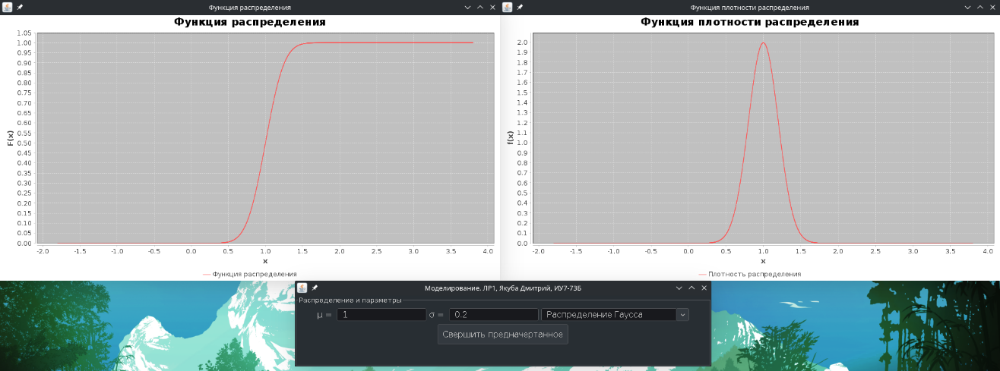 Функция распределения
Функция распределения
1.05
1.00
0.95
0.90
0.85
0.80
0.75
0.70
0.65
0.60
0.55
0.50
0.45
0.40
0.35
0.30
0.25
0.20
0.15
0.10
0.05
0.00
F(x)
-2.0 -1.5 -1.0 -0.5 0.0 0.5 1.0 1.5 2.0 2.5 3.0 3.5 4.0
x
Функция распределения
Функция плотности распределения
Функция плотности распределения
2.0
1.9
1.8
1.7
1.6
1.5
1.4
1.3
1.2
1.1
1.0
0.9
0.8
0.7
0.6
0.5
0.4
0.3
0.2
0.1
0.0
f(x)
-2.0 -1.5 -1.0 -0.5 0.0 0.5 1.0 1.5 2.0 2.5 3.0 3.5 4.0
x
Плотность распределения
Моделирование. ЛР1, Якуба Дмитрий, ИУ7-73Б
Распределение и параметры
μ = 1 σ = 0.2 Распределение Гаусса
Свершить предначертанное